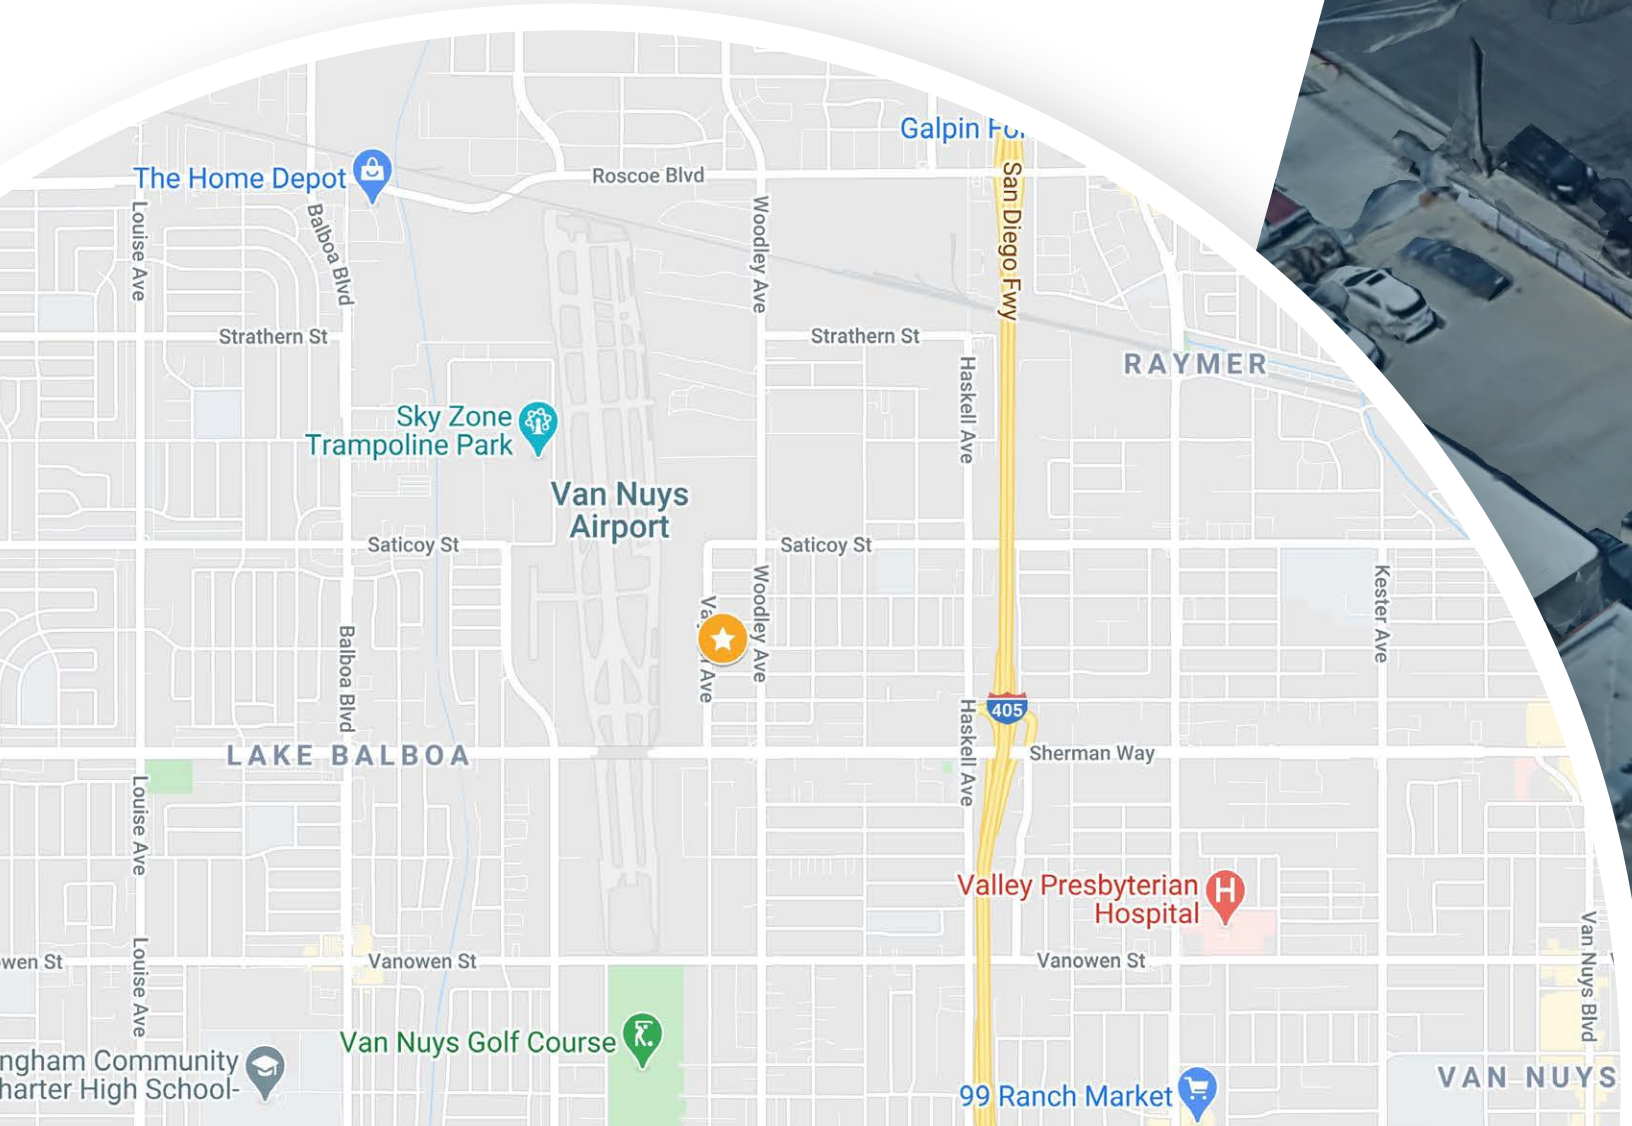 Galpin
The Home Depot
Roscoe Blvd
San Diego Fwy
Louise Ave
Balboa Blvd
Woodley Ave
Strathern St
Strathern St
Haskell Ave
RAYMER
Sky Zone
Trampoline Park
Van Nuys
Airport
Saticoy St
Saticoy St
Woodley Ave
Kester Ave
Ave
Balboa Blvd
405
Haskell Ave
LAKE BALBOA
Sherman Way
Louise Ave
Valley Presbyterian
Hospital
Louise Ave
Vanowen St
Vanowen St
Van Nuys Blvd
Van Nuys Golf Course
ngham Community
harter High School-
99 Ranch Market
VAN NUYS